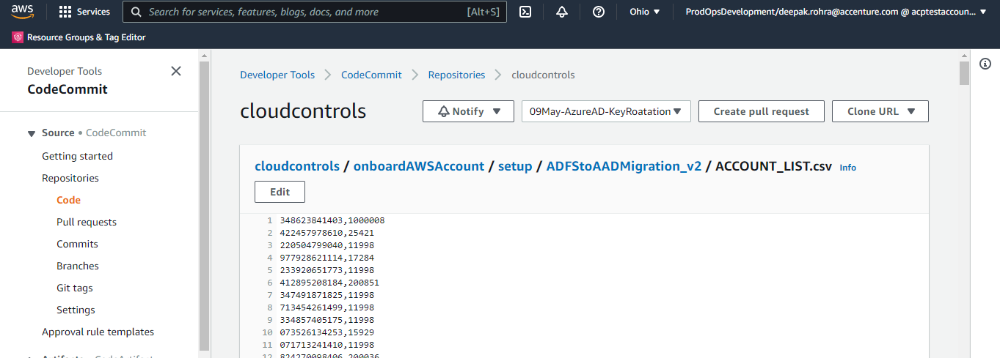 aws Services Search for services, features, blogs, docs, and more [Alt+S] Ohio ▼ ProdOpsDevelopment/deepak.rohra@accenture.com @ acptestaccoun... ▼
Resource Groups & Tag Editor
Developer Tools
CodeCommit
Source • CodeCommit
Getting started
Repositories
Code
Pull requests
Commits
Branches
Git tags
Settings
Approval rule templates
Developer Tools > CodeCommit > Repositories > cloudcontrols
cloudcontrols
Notify ▼ 09May-AzureAD-KeyRoatation ▼ Create pull request Clone URL ▼
cloudcontrols / onboardAWSAccount / setup / ADFStoAADMigration_v2 / ACCOUNT_LIST.csv Info
Edit
1 348623841403,1000008
2 422457978610,25421
3 220504799040,11998
4 977928621114,17284
5 233920651773,11998
6 412895208184,200851
7 347491871825,11998
8 713454261499,11998
9 334857405175,11998
10 073526134253,15929
11 071713241410,11998
12 824270098406,200036